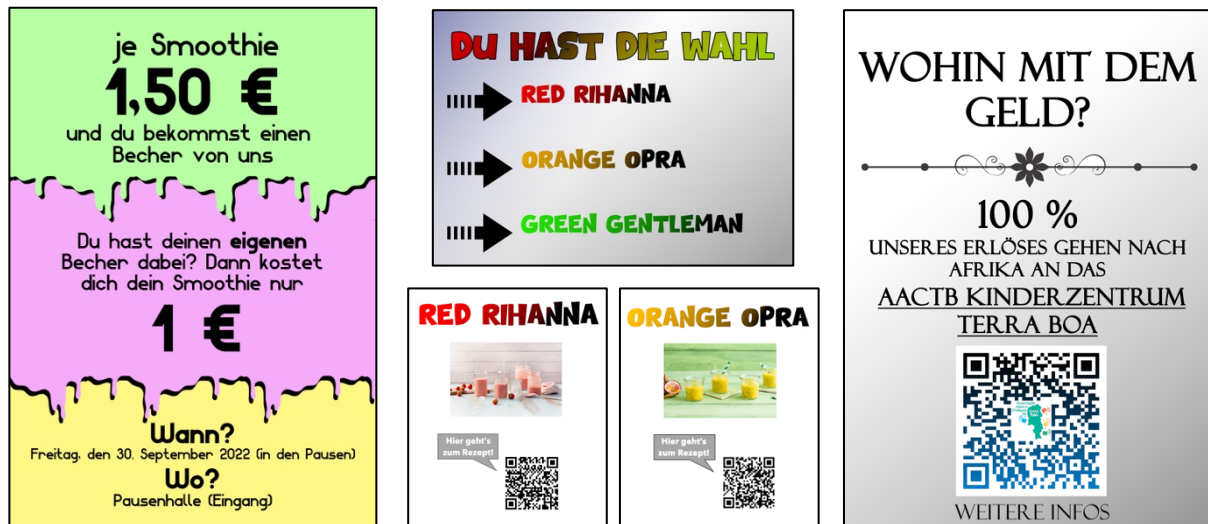 je Smoothie
1,50 €
und du bekommst einen
Becher von uns
Du hast deinen eigenen
Becher dabei? Dann kostet
dich dein Smoothie nur
1 €
Wann?
Freitag, den 30. September 2022 (in den Pausen)
Wo?
Pausenhalle (Eingang)
DU HAST DIE WAHL
RED RIHANNA
ORANGE OPRA
GREEN GENTLEMAN
RED RIHANNA
Hier geht's
zum Rezept!
ORANGE OPRA
Hier geht's
zum Rezept!
WOHIN MIT DEM
GELD?
100 %
UNSERES ERLÖSES GEHEN NACH
AFRIKA AN DAS
AACTB KINDERZENTRUM
TERRA BOA
WEITERE INFOS